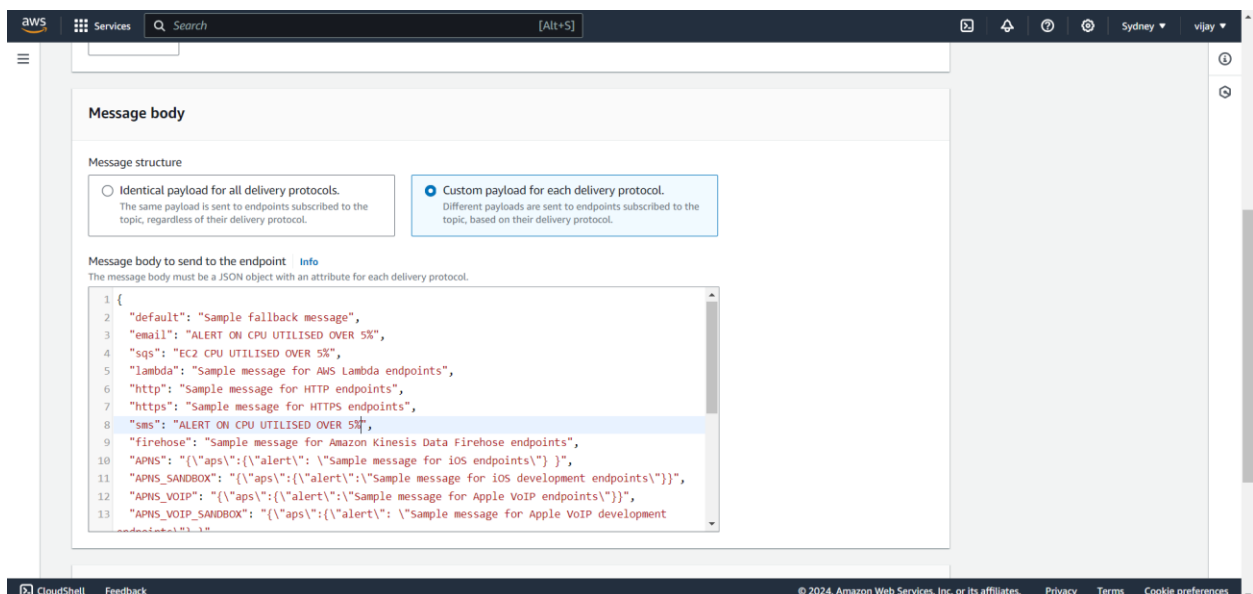 aws
Services
Search [Alt+S]
Sydney ▼
vijay ▼
Message body
Message structure
Identical payload for all delivery protocols.
The same payload is sent to endpoints subscribed to the
topic, regardless of their delivery protocol.
Custom payload for each delivery protocol.
Different payloads are sent to endpoints subscribed to the
topic, based on their delivery protocol.
Message body to send to the endpoint Info
The message body must be a JSON object with an attribute for each delivery protocol.
1 {
2 "default": "Sample fallback message",
3 "email": "ALERT ON CPU UTILISED OVER 5%",
4 "sqs": "EC2 CPU UTILISED OVER 5%",
5 "lambda": "Sample message for AWS Lambda endpoints",
6 "http": "Sample message for HTTP endpoints",
7 "https": "Sample message for HTTPS endpoints",
8 "sms": "ALERT ON CPU UTILISED OVER 5%",
9 "firehose": "Sample message for Amazon Kinesis Data Firehose endpoints",
10 "APNS": "{\"aps\":{\"alert\": \"Sample message for iOS endpoints\"} }",
11 "APNS_SANDBOX": "{\"aps\":{\"alert\":\"Sample message for iOS development endpoints\"}}",
12 "APNS_VOIP": "{\"aps\":{\"alert\":\"Sample message for Apple VoIP endpoints\"}}",
13 "APNS_VOIP_SANDBOX": "{\"aps\":{\"alert\": \"Sample message for Apple VoIP development
endpoints\"} }"
CloudShell Feedback © 2024, Amazon Web Services, Inc. or its affiliates. Privacy Terms Cookie preferences